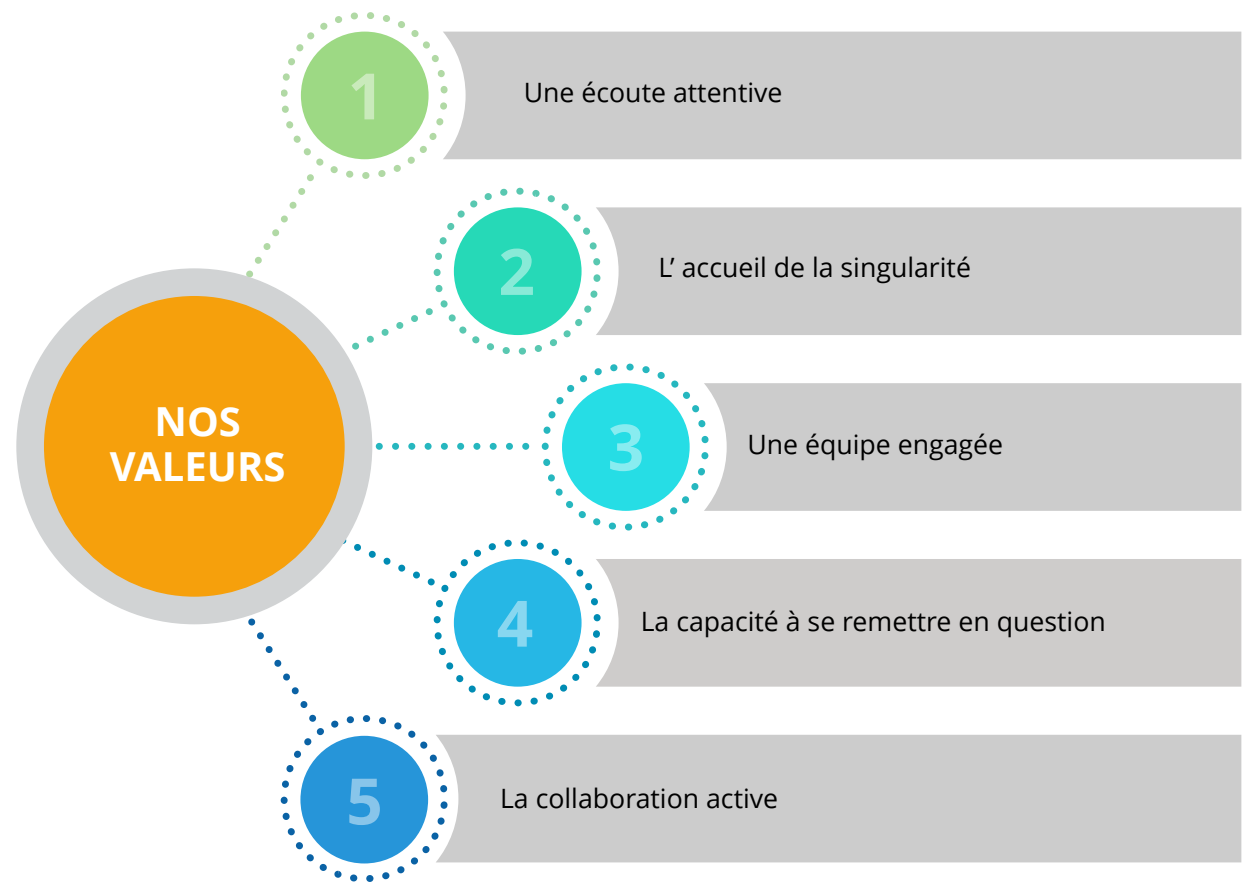 NOS
VALEURS
1
Une écoute attentive
2
L’ accueil de la singularité
3
Une équipe engagée
4
La capacité à se remettre en question
5
La collaboration active